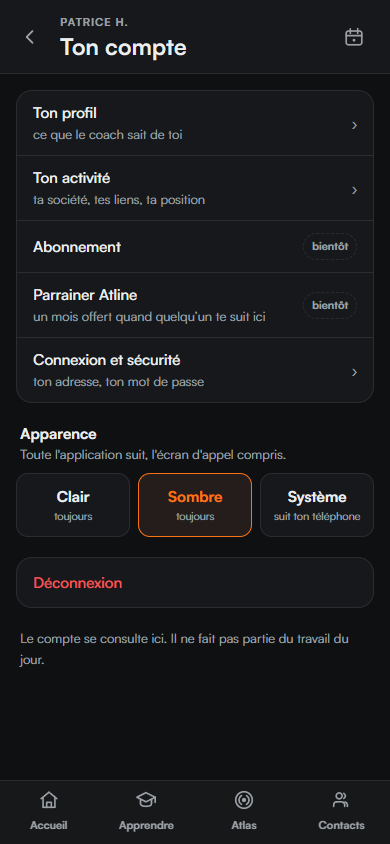 PATRICE H.
Ton compte
Ton profil
ce que le coach sait de toi
Ton activité
ta société, tes liens, ta position
Abonnement
bientôt
Parrainer Atline
un mois offert quand quelqu'un te suit ici
bientôt
Connexion et sécurité
ton adresse, ton mot de passe
Apparence
Toute l'application suit, l'écran d'appel compris.
Clair
toujours
Sombre
toujours
Système
suit ton téléphone
Déconnexion
Le compte se consulte ici. Il ne fait pas partie du travail du
jour.
Accueil
Apprendre
Atlas
Contacts